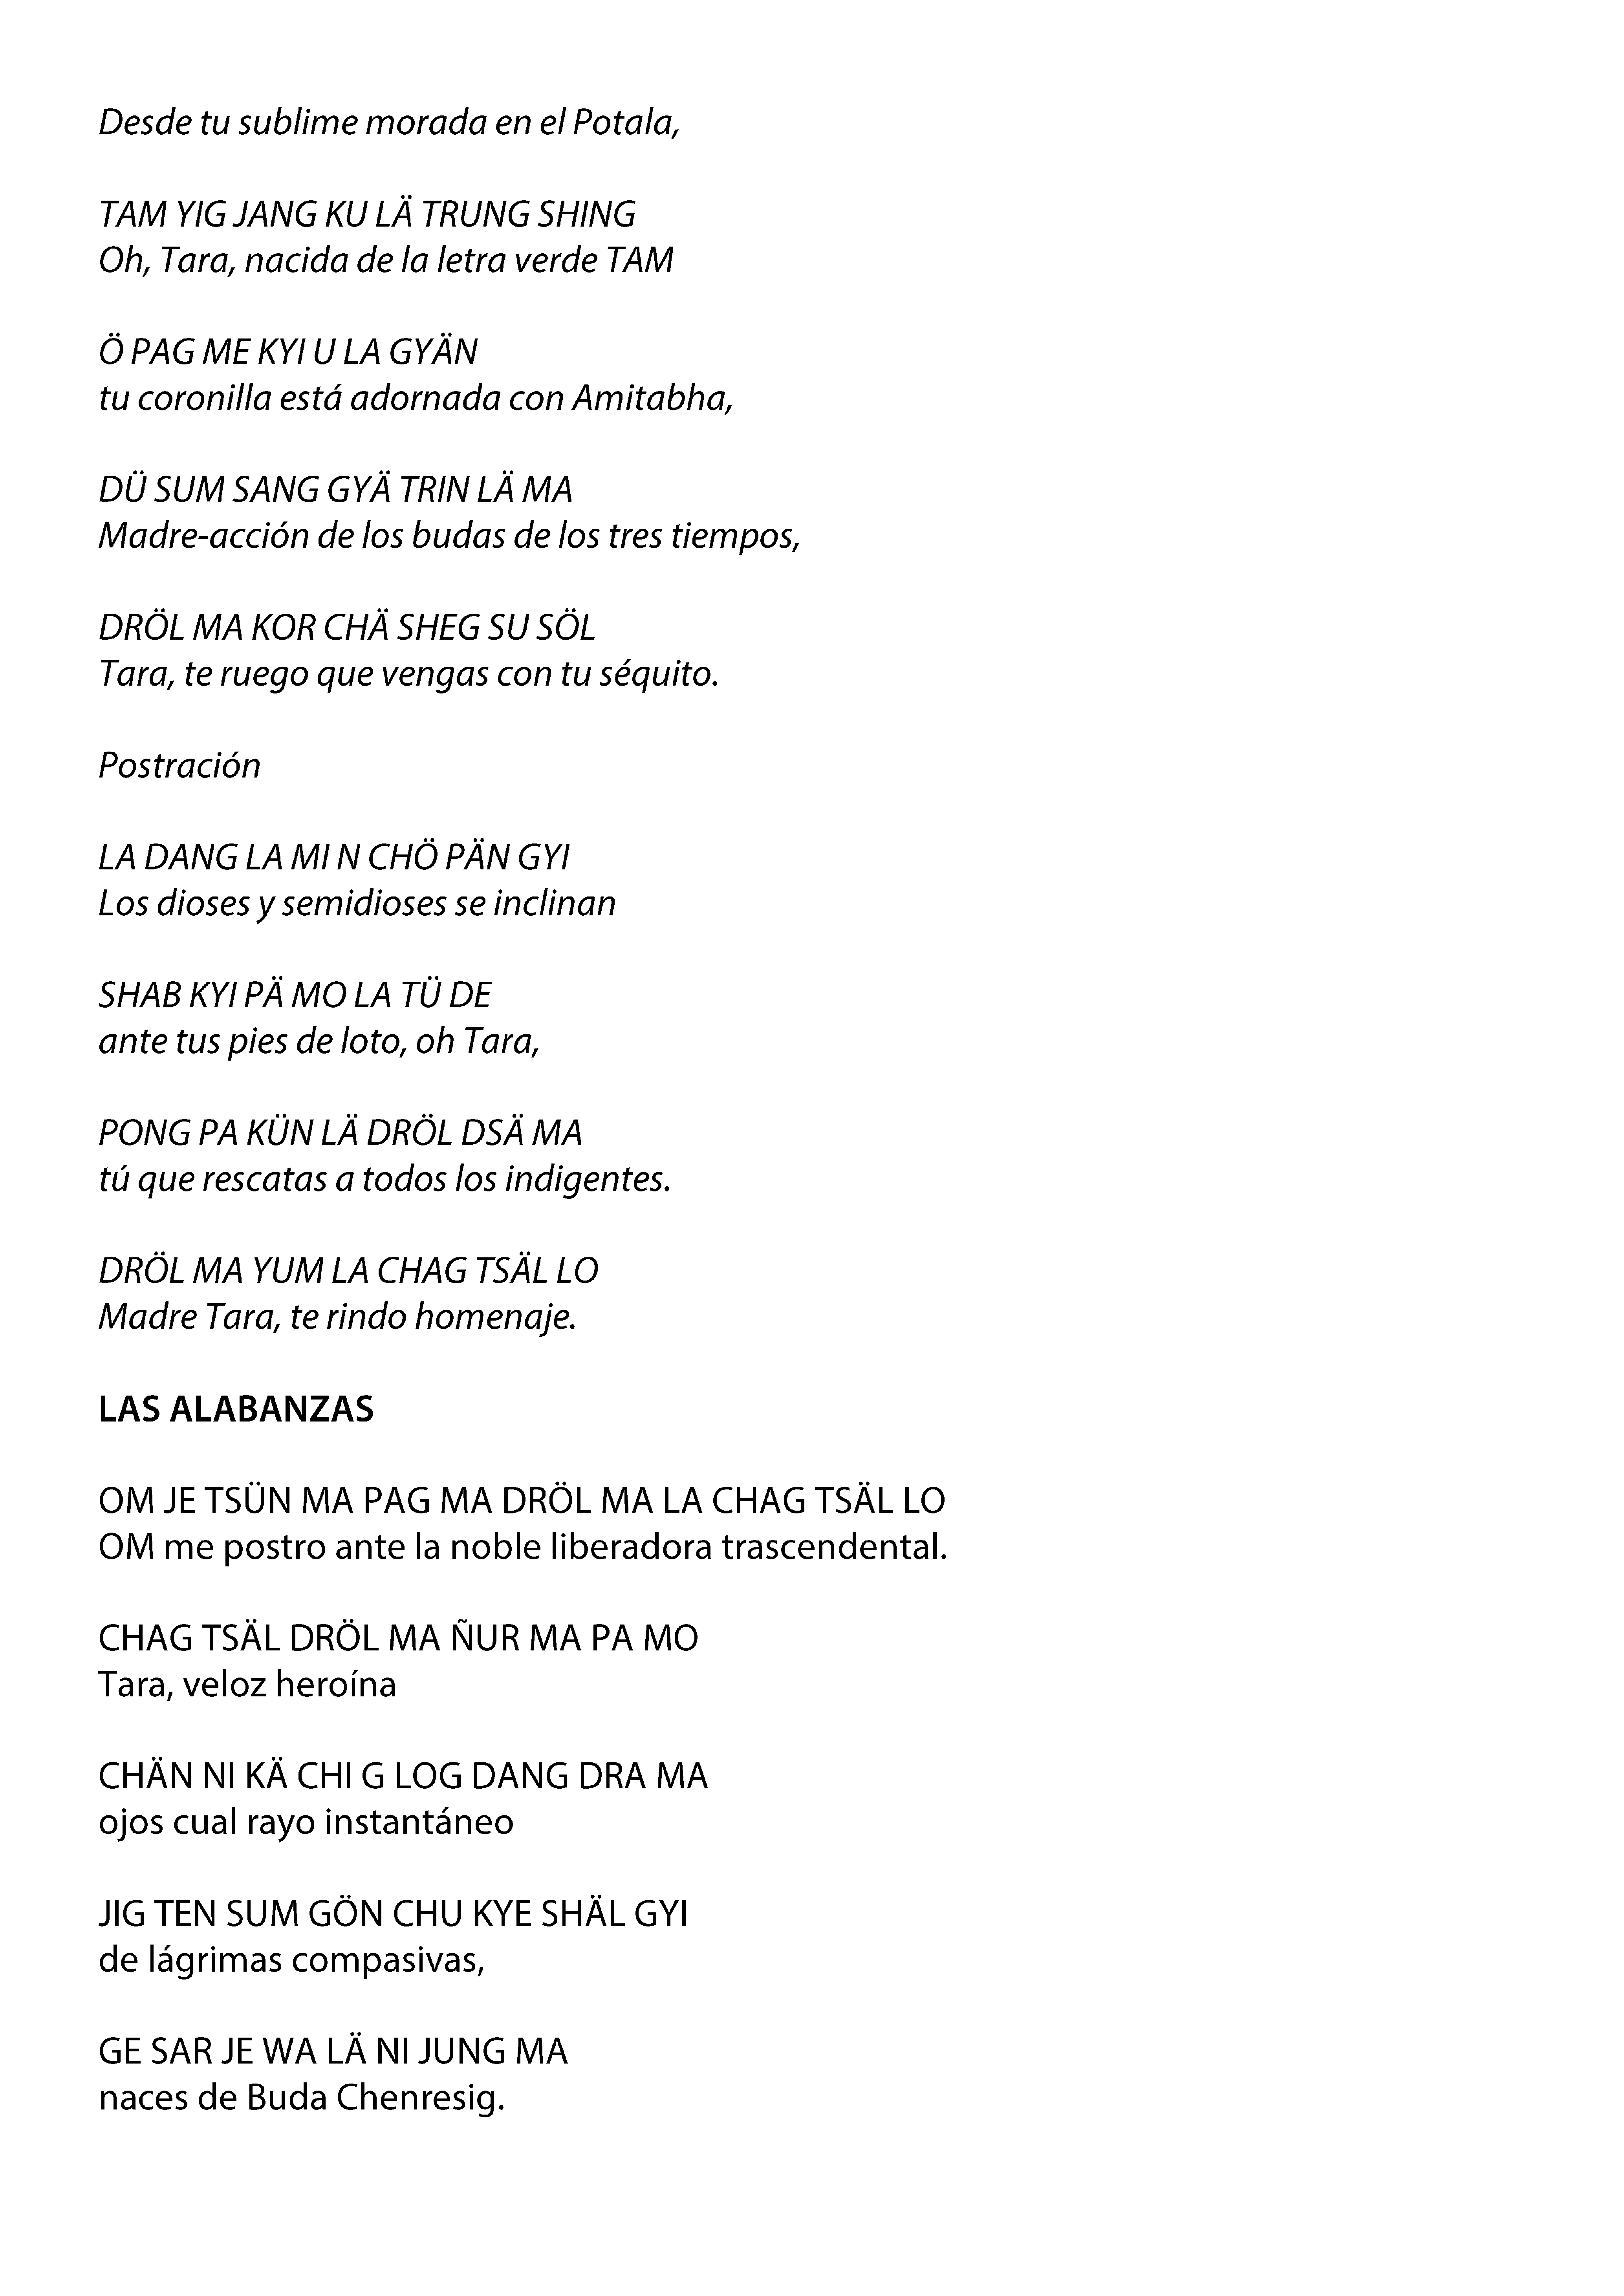 Desde tu sublime morada en el Potala,
TAM YIG JANG KU LÄ TRUNG SHING
Oh, Tara, nacida de la letra verde TAM
Ö PAG ME KYI U LA GYÄN
tu coronilla está adornada con Amitabha,
DÜ SUM SANG GYÄ TRIN LÄ MA
Madre-acción de los budas de los tres tiempos,
DRÖL MA KOR CHÄ SHEG SU SÖL
Tara, te ruego que vengas con tu séquito.
Postración
LA DANG LA MI N CHÖ PÄN GYI
Los dioses y semidioses se inclinan
SHAB KYI PÄ MO LA TÜ DE
ante tus pies de loto, oh Tara,
PONG PA KÜN LÄ DRÖL DSÄ MA
tú que rescatas a todos los indigentes.
DRÖL MA YUM LA CHAG TSÄL LO
Madre Tara, te rindo homenaje.
LAS ALABANZAS
OM JE TSÜN MA PAG MA DRÖL MA LA CHAG TSÄL LO
OM me postro ante la noble liberadora trascendental.
CHAG TSÄL DRÖL MA ÑUR MA PA MO
Tara, veloz heroína
CHÄN NI KÄ CHI G LOG DANG DRA MA
ojos cual rayo instantáneo
JIG TEN SUM GÖN CHU KYE SHÄL GYI
de lágrimas compasivas,
GE SAR JE WA LÄ NI JUNG MA
naces de Buda Chenresig.